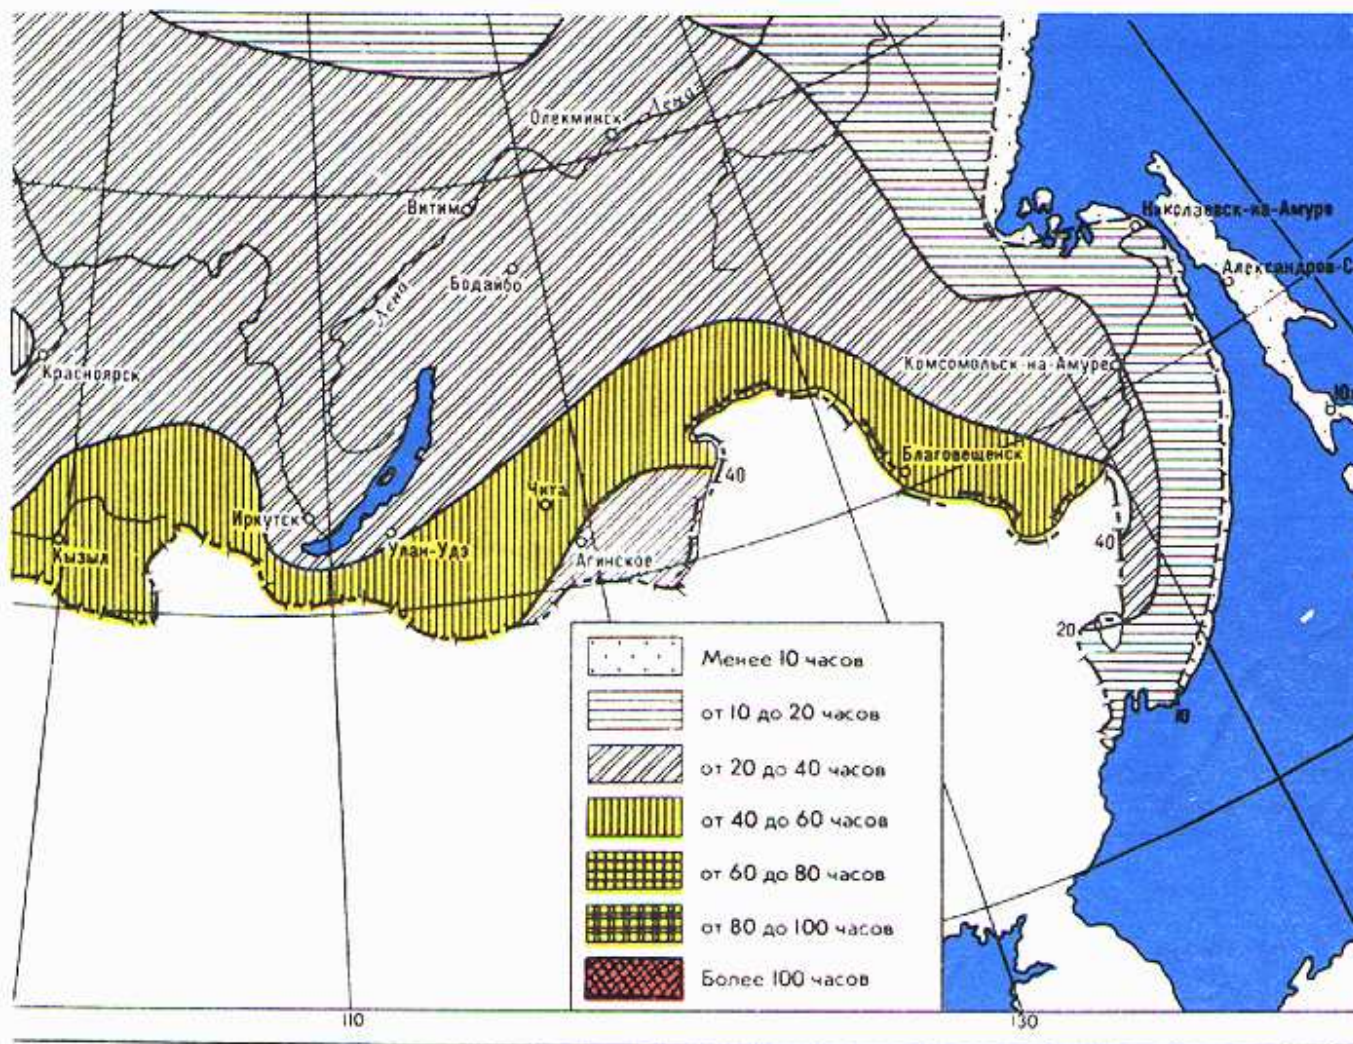 Олекминск
Лена
Витим
Бодайбо
Лена
Николаевск-на-Амуре
Александров-С
Красноярск
Комсомольск-на-Амуре
Благовещенск
40
Чита
Иркутск
Улан-Удэ
Кызыл
Агинское
40
20
10
Менее 10 часов
от 10 до 20 часов
от 20 до 40 часов
от 40 до 60 часов
от 60 до 80 часов
от 80 до 100 часов
Более 100 часов
110
130